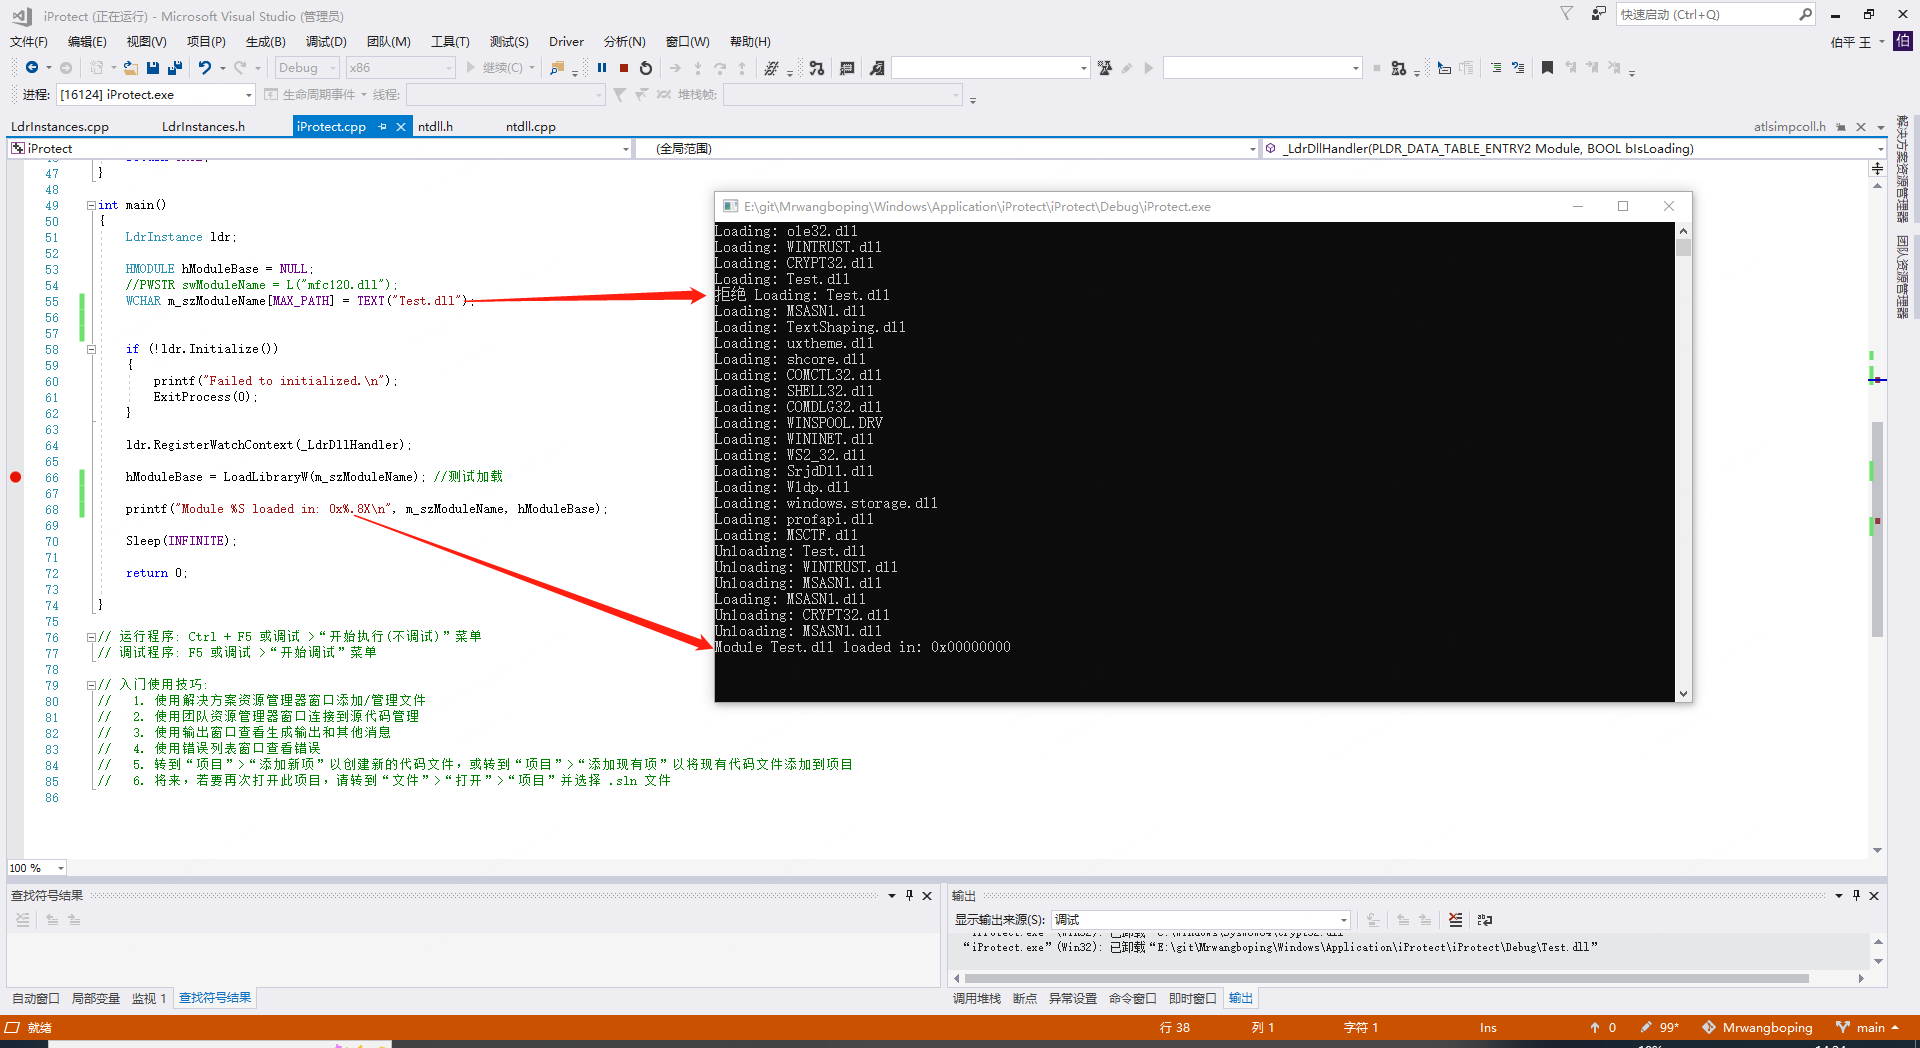 iProtect (正在运行) - Microsoft Visual Studio (管理员)
快速启动 (Ctrl+Q)
文件(F) 编辑(E) 视图(V) 项目(P) 生成(B) 调试(D) 团队(M) 工具(T) 测试(S) Driver 分析(N) 窗口(W) 帮助(H)
伯平 王 伯
Debug x86 继续(C)
进程: [16124] iProtect.exe 生命周期事件 线程: 堆栈帧:
LdrInstances.cpp LdrInstances.h iProtect.cpp ntdll.h ntdll.cpp atlsimpcoll.h
iProtect (全局范围) _LdrDllHandler(PLDR_DATA_TABLE_ENTRY2 Module, BOOL bIsLoading)
解决方案资源管理器
团队资源管理器
47 }
48
49 int main()
50 {
51 LdrInstance ldr;
52
53 HMODULE hModuleBase = NULL;
54 //PWSTR swModuleName = L("mfc120.dll");
55 WCHAR m_szModuleName[MAX_PATH] = TEXT("Test.dll");
56
57
58 if (!ldr.Initialize())
59 {
60 printf("Failed to initialized.\n");
61 ExitProcess(0);
62 }
63
64 ldr.RegisterWatchContext(_LdrDllHandler);
65
66 hModuleBase = LoadLibraryW(m_szModuleName); //测试加载
67
68 printf("Module %S loaded in: 0x%.8X\n", m_szModuleName, hModuleBase);
69
70 Sleep(INFINITE);
71
72 return 0;
73
74 }
75
76 // 运行程序: Ctrl + F5 或调试 >“开始执行(不调试)”菜单
77 // 调试程序: F5 或调试 >“开始调试”菜单
78
79 // 入门使用技巧:
80 // 1. 使用解决方案资源管理器窗口添加/管理文件
81 // 2. 使用团队资源管理器窗口连接到源代码管理
82 // 3. 使用输出窗口查看生成输出和其他消息
83 // 4. 使用错误列表窗口查看错误
84 // 5. 转到“项目”>“添加新项”以创建新的代码文件，或转到“项目”>“添加现有项”以将现有代码文件添加到项目
85 // 6. 将来，若要再次打开此项目，请转到“文件”>“打开”>“项目”并选择 .sln 文件
86
E:\git\Mrwangboping\Windows\Application\iProtect\iProtect\Debug\iProtect.exe
Loading: ole32.dll
Loading: WINTRUST.dll
Loading: CRYPT32.dll
Loading: Test.dll
拒绝 Loading: Test.dll
Loading: MSASN1.dll
Loading: TextShaping.dll
Loading: uxtheme.dll
Loading: shcore.dll
Loading: COMCTL32.dll
Loading: SHELL32.dll
Loading: COMDLG32.dll
Loading: WINSPOOL.DRV
Loading: WININET.dll
Loading: WS2_32.dll
Loading: SrjdDll.dll
Loading: Wldp.dll
Loading: windows.storage.dll
Loading: profapi.dll
Loading: MSCTF.dll
Unloading: Test.dll
Unloading: WINTRUST.dll
Unloading: MSASN1.dll
Loading: MSASN1.dll
Unloading: CRYPT32.dll
Unloading: MSASN1.dll
Module Test.dll loaded in: 0x00000000
100 %
查找符号结果
输出
显示输出来源(S): 调试
“iProtect.exe”(Win32): 已卸载“E:\git\Mrwangboping\Windows\Application\iProtect\iProtect\Debug\Test.dll”
自动窗口 局部变量 监视 1 查找符号结果
调用堆栈 断点 异常设置 命令窗口 即时窗口 输出
就绪 行 38 列 1 字符 1 Ins 0 99* Mrwangboping main